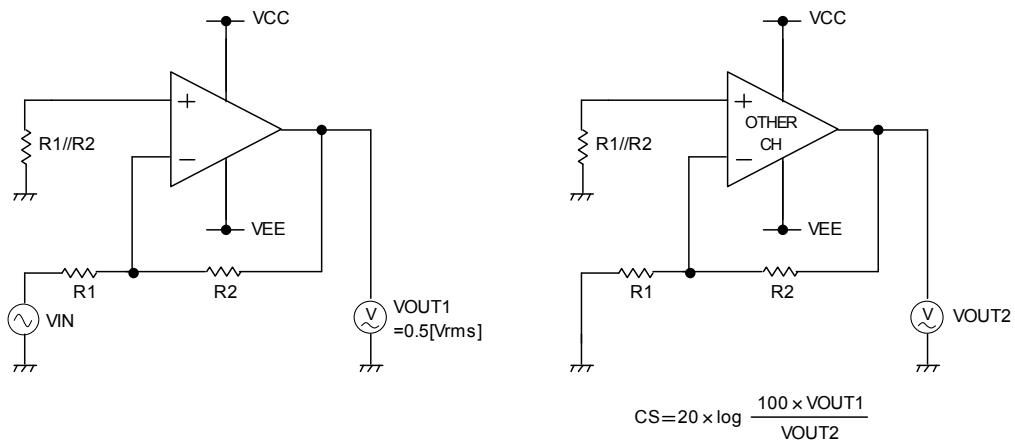 VCC
R1//R2
+
−
VEE
R1
R2
VIN
V
VOUT1
=0.5[Vrms]
VCC
R1//R2
+
OTHER
CH
−
VEE
R1
R2
V
VOUT2
CS=20×log 100×VOUT1
VOUT2